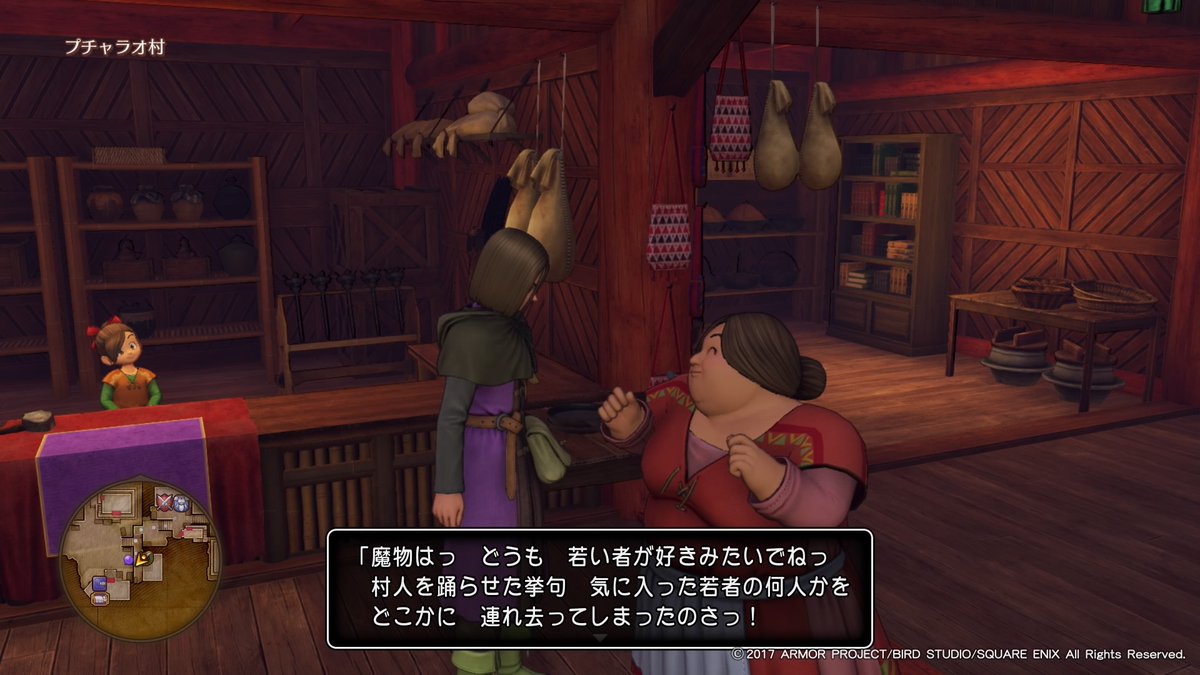 プチャラオ村
「魔物はっ　どうも　若い者が好きみたいでねっ
村人を踊らせた挙句　気に入った若者の何人かを
どこかに　連れ去ってしまったのさっ！
©2017 ARMOR PROJECT/BIRD STUDIO/SQUARE ENIX All Rights Reserved.